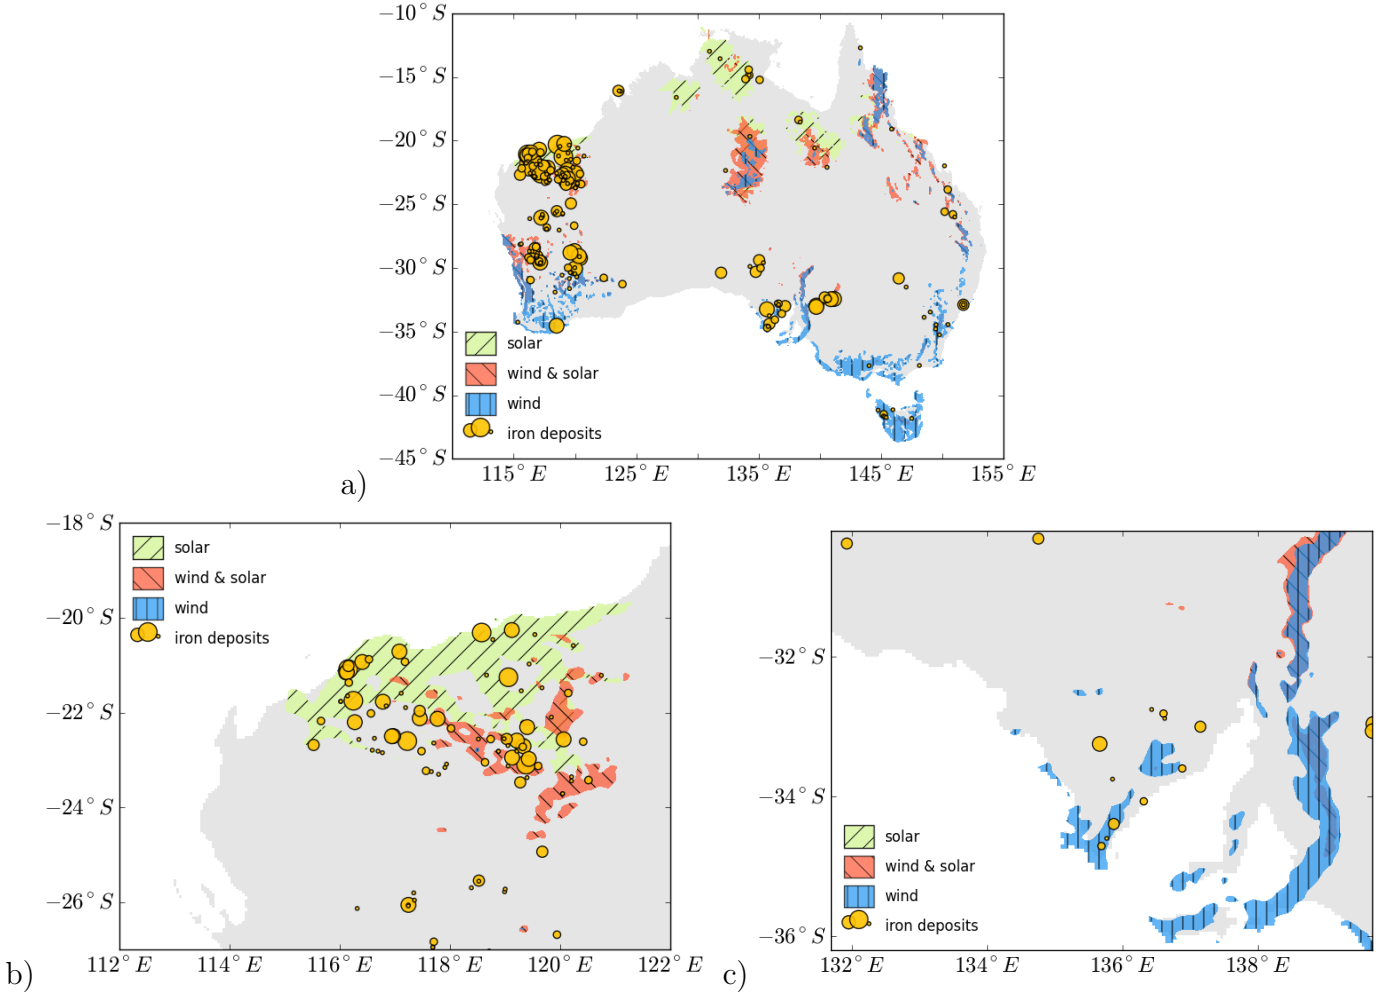 −10° S
−15° S
−20° S
−25° S
−30° S
−35° S
−40° S
−45° S
solar
wind & solar
wind
iron deposits
115° E
125° E
135° E
145° E
155° E
a)
−18° S
−20° S
−22° S
−24° S
−26° S
solar
wind & solar
wind
iron deposits
112° E
114° E
116° E
118° E
120° E
122° E
b)
−32° S
−34° S
−36° S
solar
wind & solar
wind
iron deposits
132° E
134° E
136° E
138° E
c)